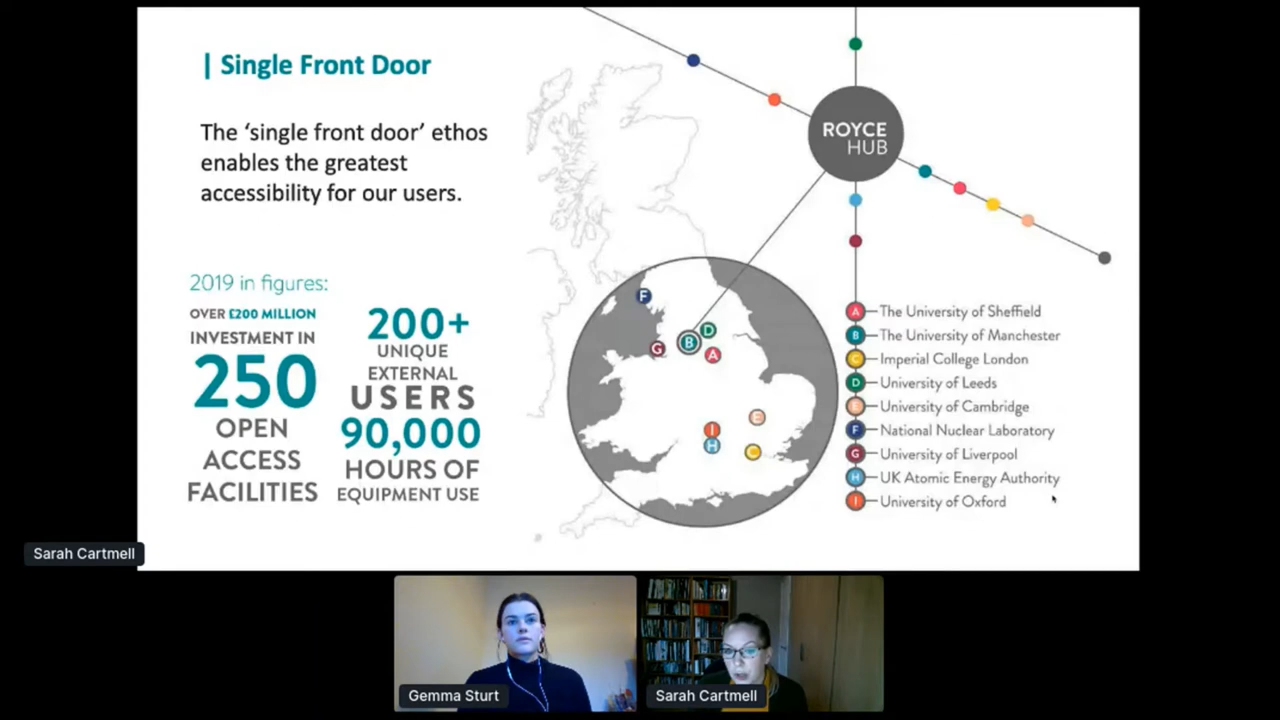 | Single Front Door
The ‘single front door’ ethos
enables the greatest
accessibility for our users.
2019 in figures:
OVER £200 MILLION
INVESTMENT IN
250
OPEN
ACCESS
FACILITIES
200+
UNIQUE
EXTERNAL
USERS
90,000
HOURS OF
EQUIPMENT USE
ROYCE
HUB
F
D
B
G
A
E
I
H
C
A The University of Sheffield
B The University of Manchester
C Imperial College London
D University of Leeds
E University of Cambridge
F National Nuclear Laboratory
G University of Liverpool
H UK Atomic Energy Authority
I University of Oxford
Sarah Cartmell
Gemma Sturt
Sarah Cartmell